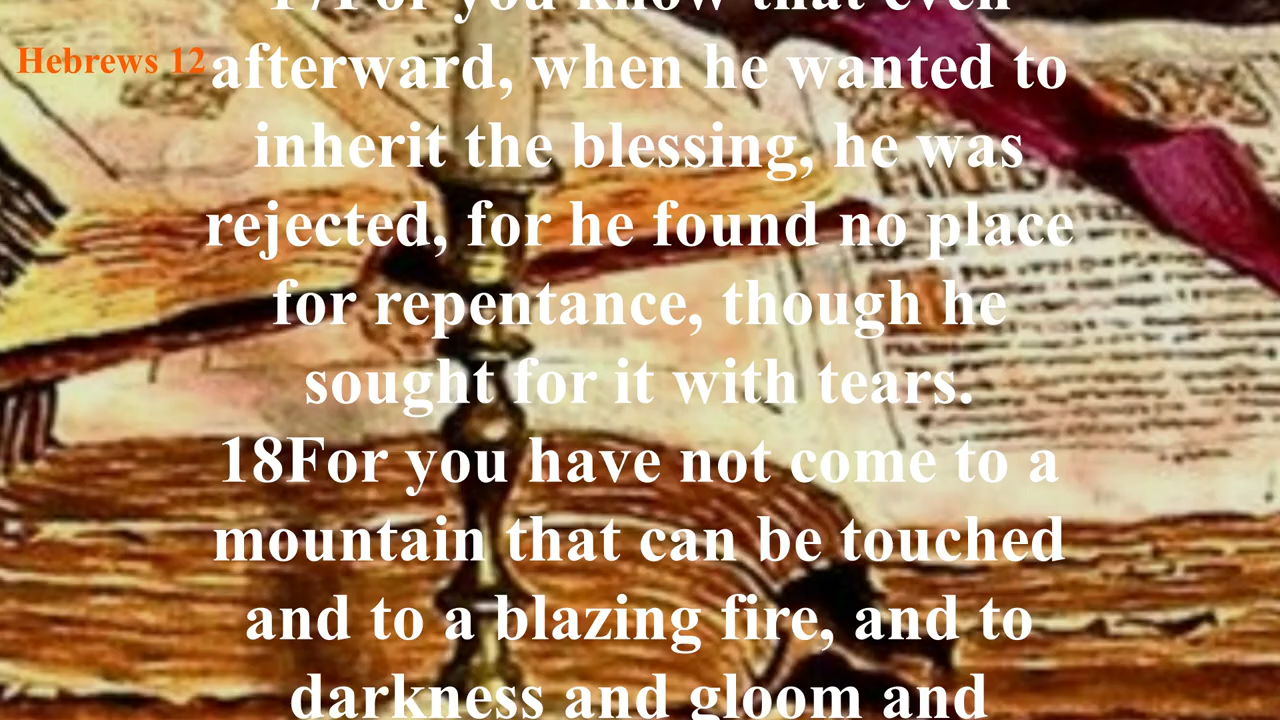 17For you know that even
Hebrews 12
afterward, when he wanted to
inherit the blessing, he was
rejected, for he found no place
for repentance, though he
sought for it with tears.
18For you have not come to a
mountain that can be touched
and to a blazing fire, and to
darkness and gloom and